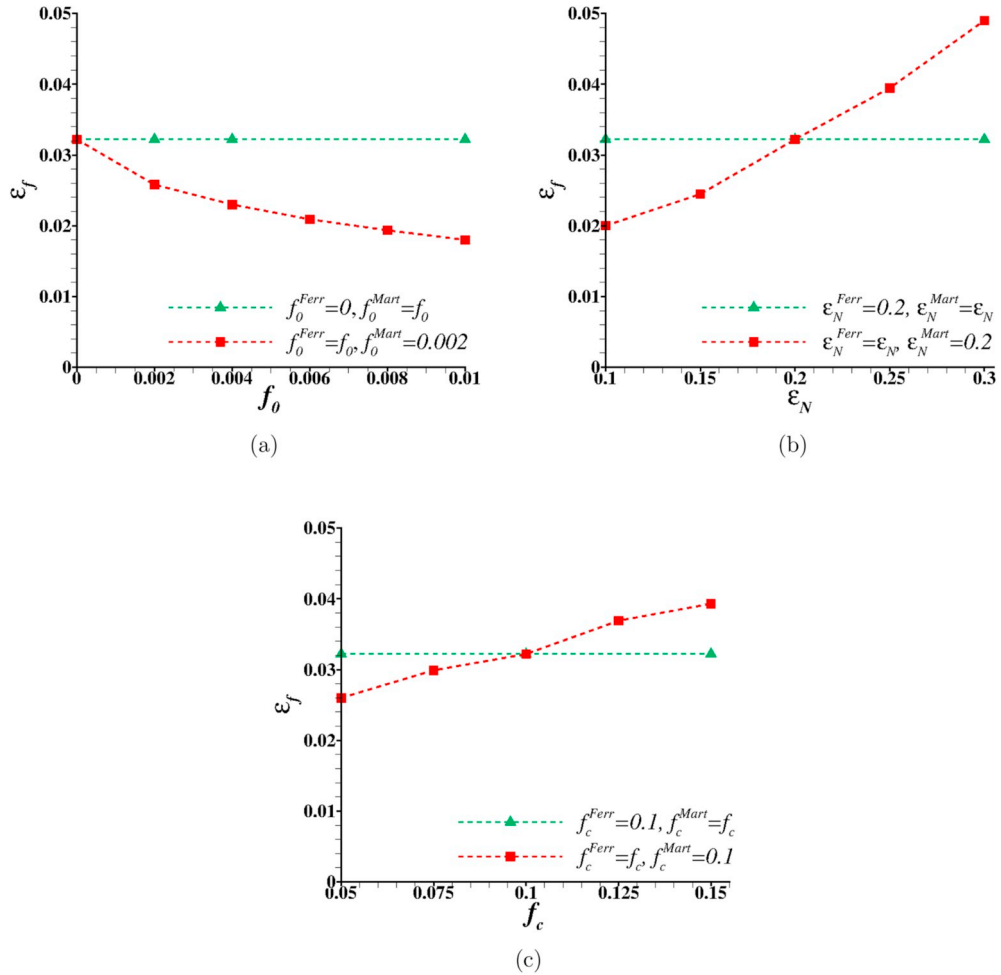 0.05
0.04
0.03
0.02
0.01
0
ε_f
f_0^{Ferr}=0, f_0^{Mart}=f_0
f_0^{Ferr}=f_0, f_0^{Mart}=0.002
0 0.002 0.004 0.006 0.008 0.01
f_0
(a)
0.05
0.04
0.03
0.02
0.01
0
ε_f
ε_N^{Ferr}=0.2, ε_N^{Mart}=ε_N
ε_N^{Ferr}=ε_N, ε_N^{Mart}=0.2
0.1 0.15 0.2 0.25 0.3
ε_N
(b)
0.05
0.04
0.03
0.02
0.01
0
ε_f
f_c^{Ferr}=0.1, f_c^{Mart}=f_c
f_c^{Ferr}=f_c, f_c^{Mart}=0.1
0.05 0.075 0.1 0.125 0.15
f_c
(c)